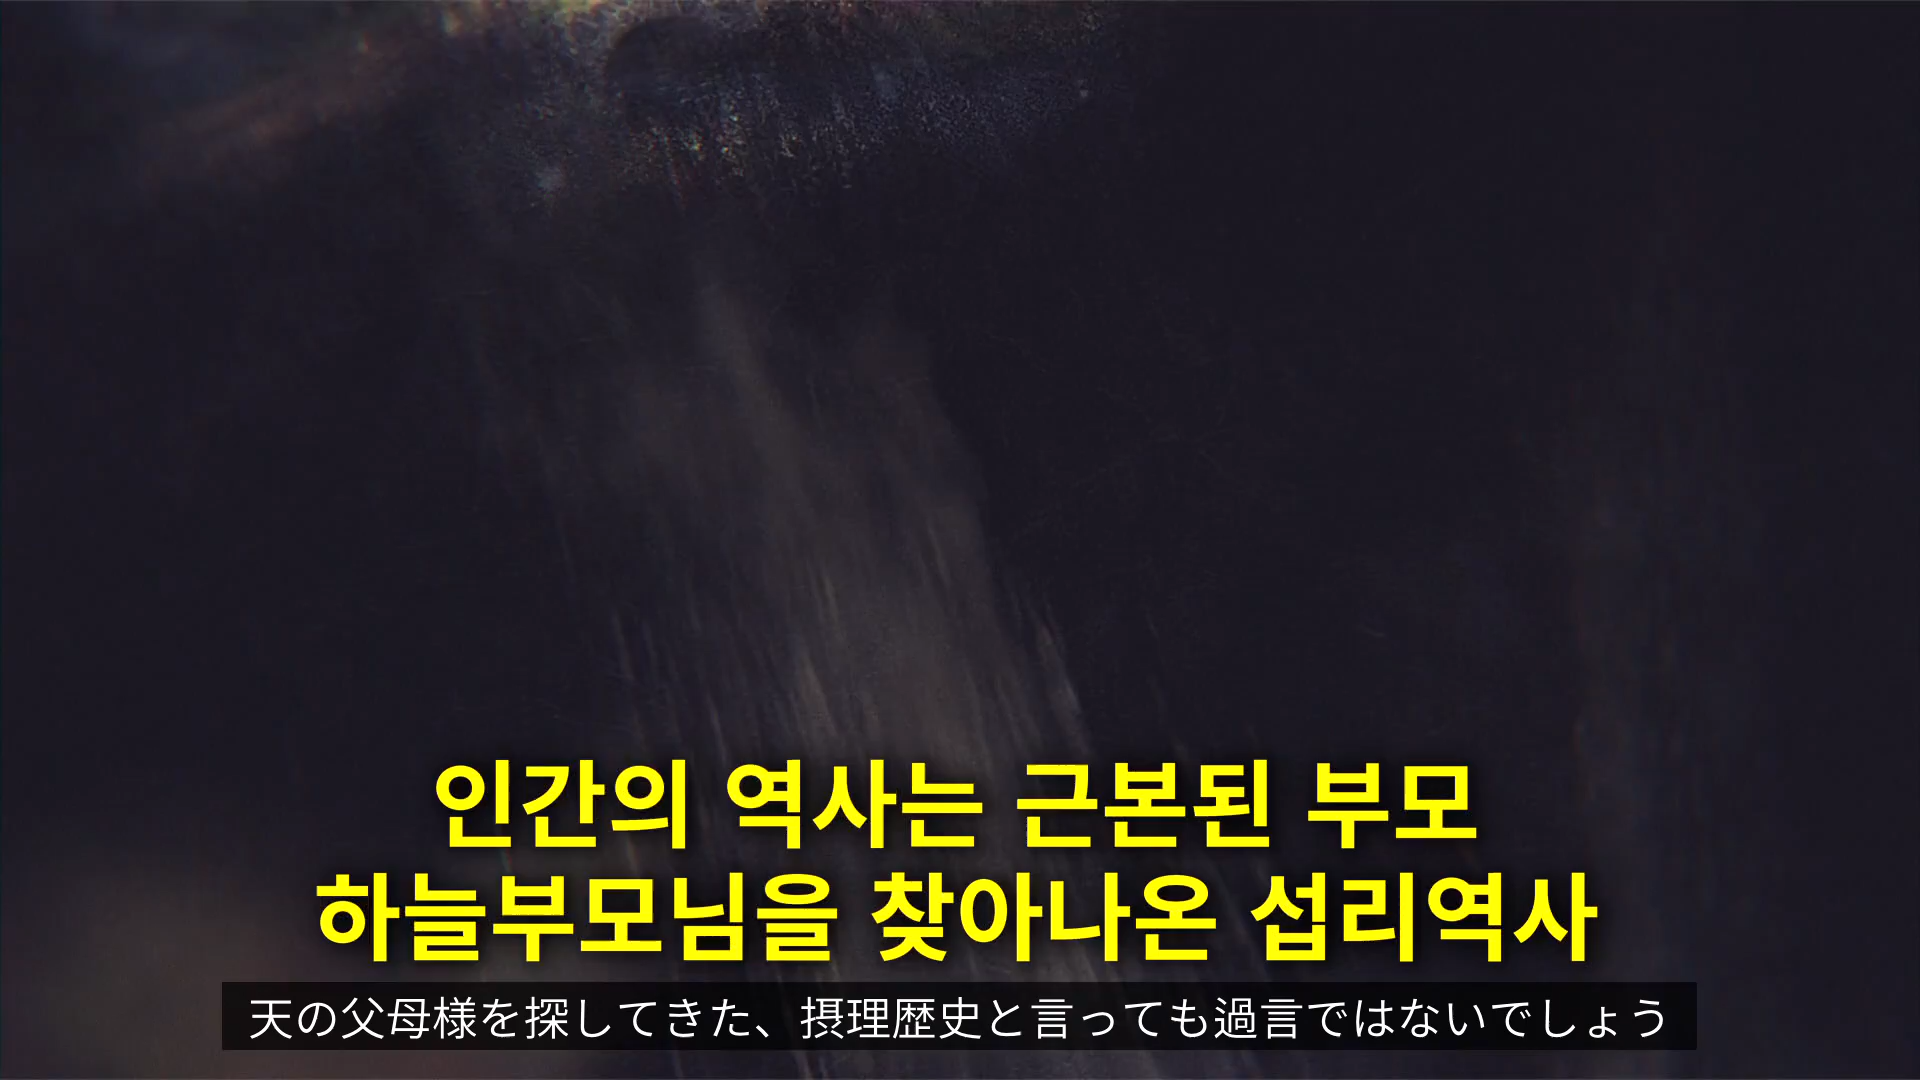 인간의 역사는 근본된 부모
하늘부모님을 찾아나온 섭리역사
天の父母様を探してきた、摂理歴史と言っても過言ではないでしょう